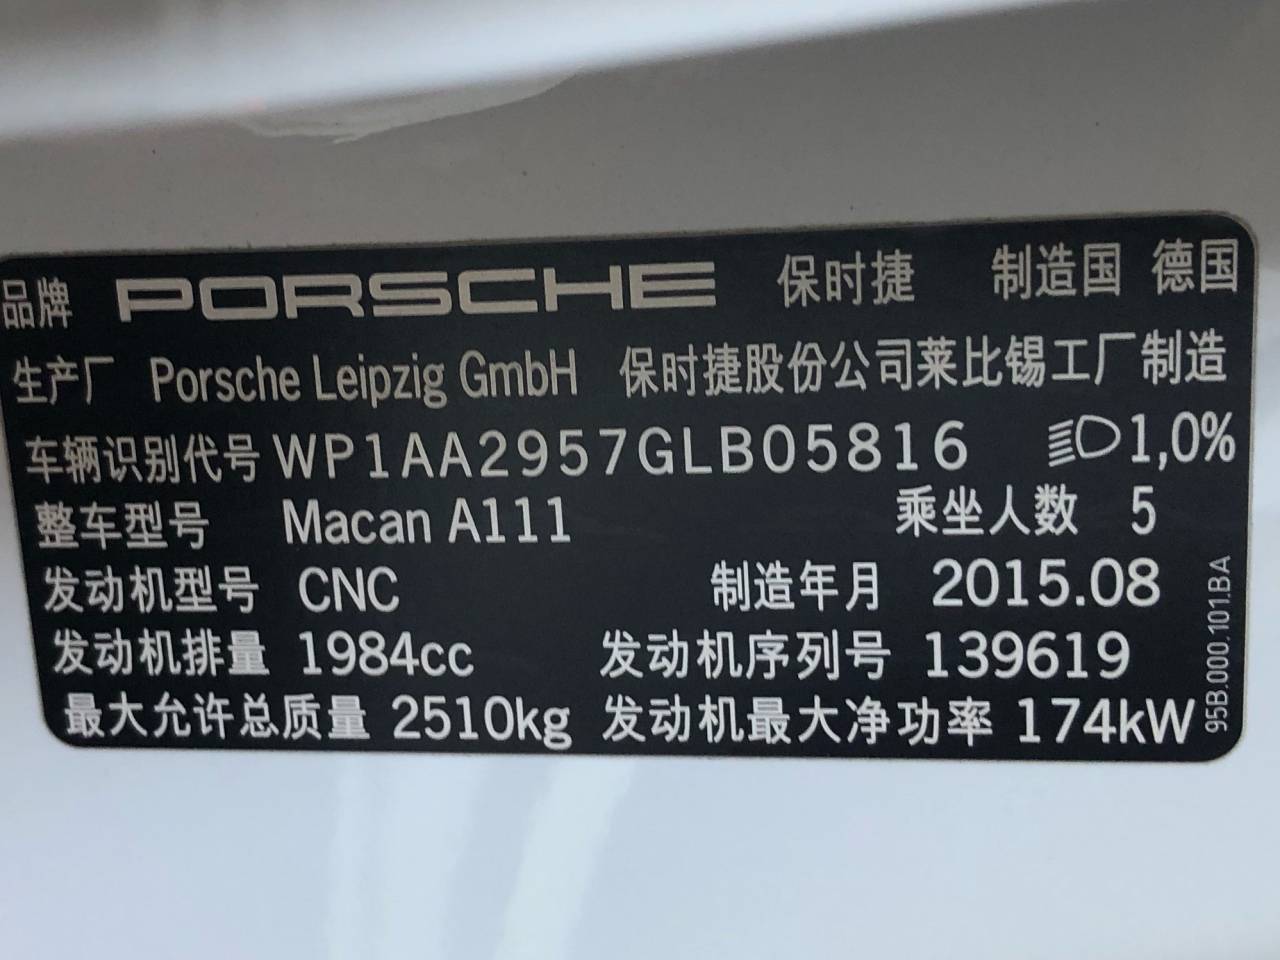 品牌 PORSCHE 保时捷 制造国 德国
生产厂 Porsche Leipzig GmbH 保时捷股份公司莱比锡工厂制造
车辆识别代号 WP1AA2957GLB05816 1,0%
整车型号 Macan A111 乘坐人数 5
发动机型号 CNC 制造年月 2015.08
发动机排量 1984cc 发动机序列号 139619
最大允许总质量 2510kg 发动机最大净功率 174kW
95B.000.101.BA